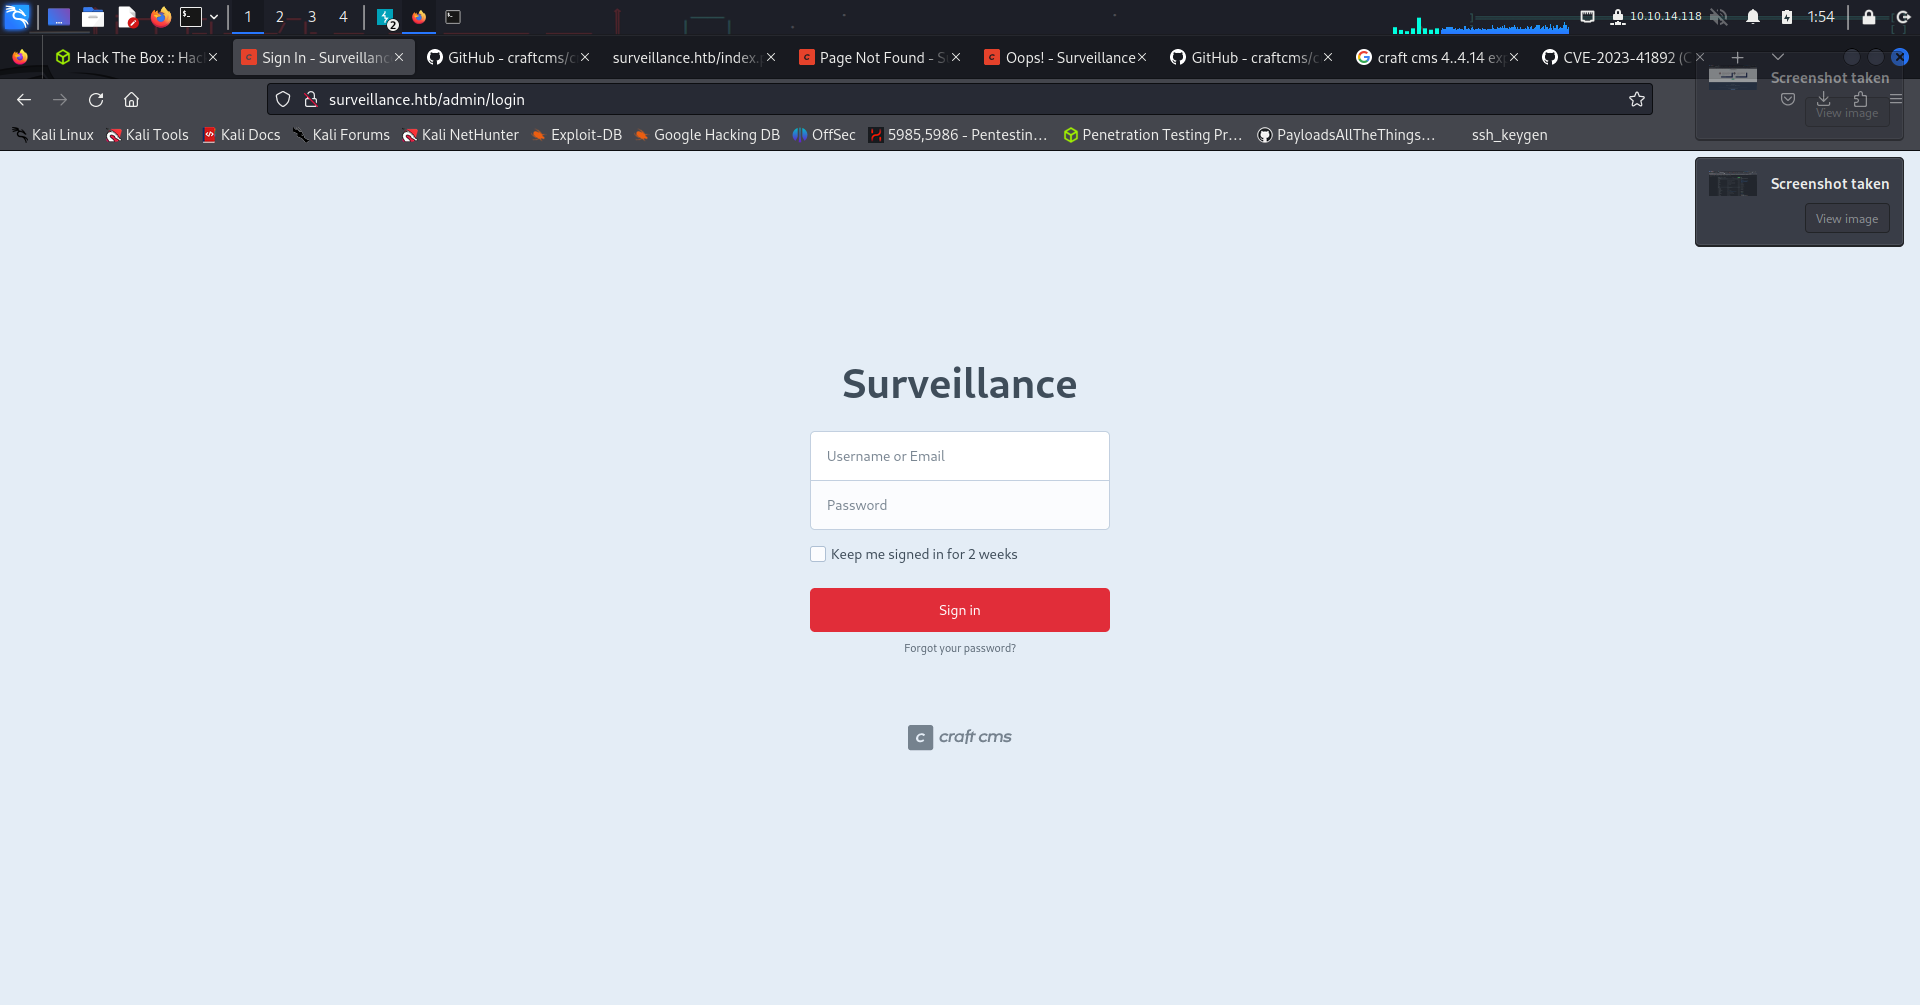 1 2 3 4 2 10.10.14.118 1:54
Hack The Box :: Hac Sign In - Surveillanc GitHub - craftcms/c surveillance.htb/index. Page Not Found - S Oops! - Surveillance GitHub - craftcms/c craft cms 4..4.14 ex CVE-2023-41892 (C
Screenshot taken
surveillance.htb/admin/login
View image
Kali Linux Kali Tools Kali Docs Kali Forums Kali NetHunter Exploit-DB Google Hacking DB OffSec 5985,5986 - Pentestin... Penetration Testing Pr... PayloadsAllTheThings... ssh_keygen
Screenshot taken
View image
Surveillance
Username or Email
Password
Keep me signed in for 2 weeks
Sign in
Forgot your password?
c craft cms